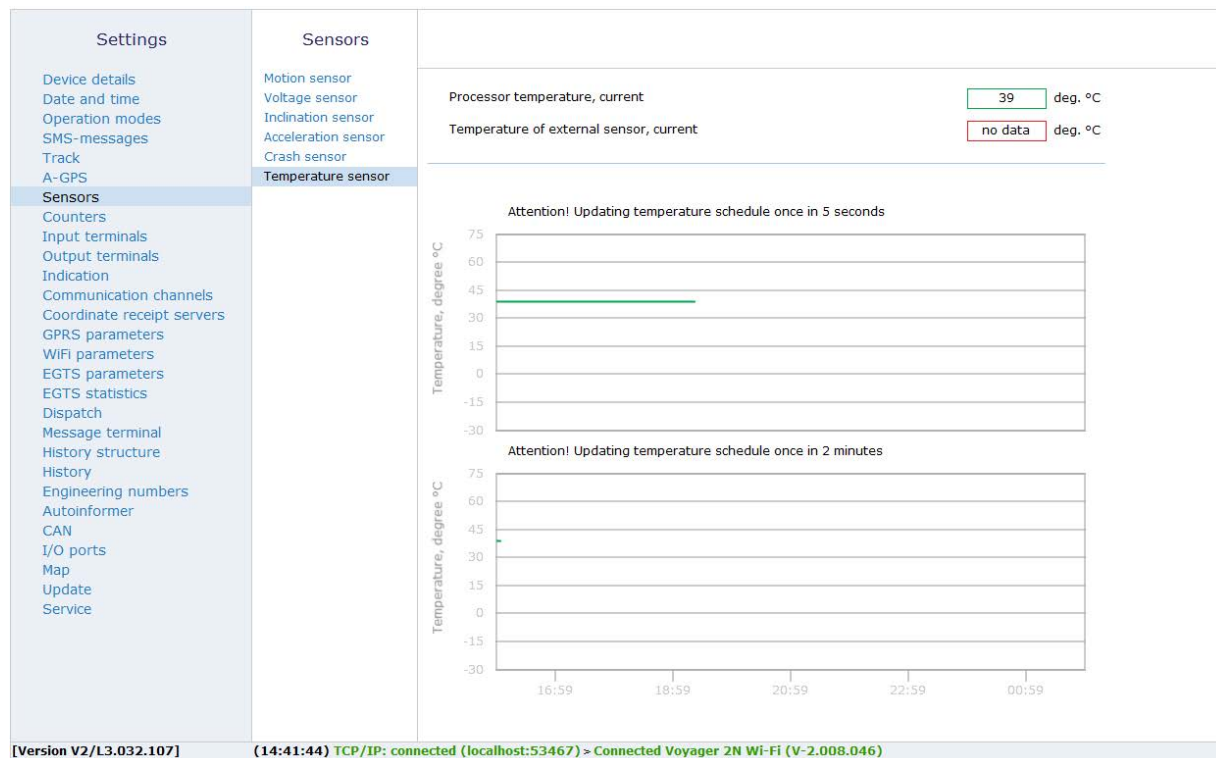 Settings
Device details
Date and time
Operation modes
SMS-messages
Track
A-GPS
Sensors
Counters
Input terminals
Output terminals
Indication
Communication channels
Coordinate receipt servers
GPRS parameters
WiFi parameters
EGTS parameters
EGTS statistics
Dispatch
Message terminal
History structure
History
Engineering numbers
Autoinformer
CAN
I/O ports
Map
Update
Service
Sensors
Motion sensor
Voltage sensor
Inclination sensor
Acceleration sensor
Crash sensor
Temperature sensor
Processor temperature, current 39 deg. °C
Temperature of external sensor, current no data deg. °C
Attention! Updating temperature schedule once in 5 seconds
Temperature, degree °C
75
60
45
30
15
0
-15
-30
Attention! Updating temperature schedule once in 2 minutes
Temperature, degree °C
75
60
45
30
15
0
-15
-30
16:59 18:59 20:59 22:59 00:59
[Version V2/L3.032.107] (14:41:44) TCP/IP: connected (localhost:53467) > Connected Voyager 2N Wi-Fi (V-2.008.046)